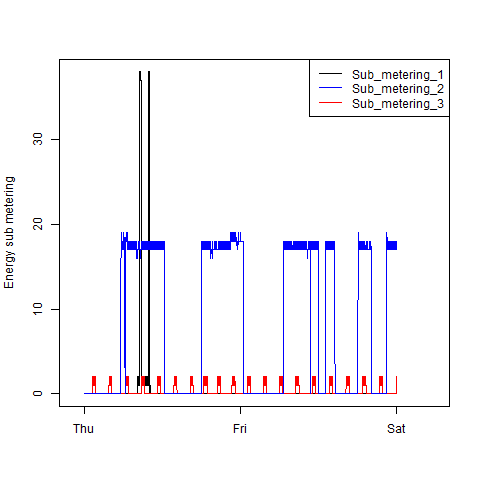 Sub_metering_1
Sub_metering_2
Sub_metering_3
Energy sub metering
30
20
10
0
Thu
Fri
Sat